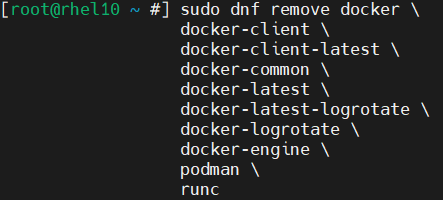 [root@rhel10 ~ #] sudo dnf remove docker \
docker-client \
docker-client-latest \
docker-common \
docker-latest \
docker-latest-logrotate \
docker-logrotate \
docker-engine \
podman \
runc